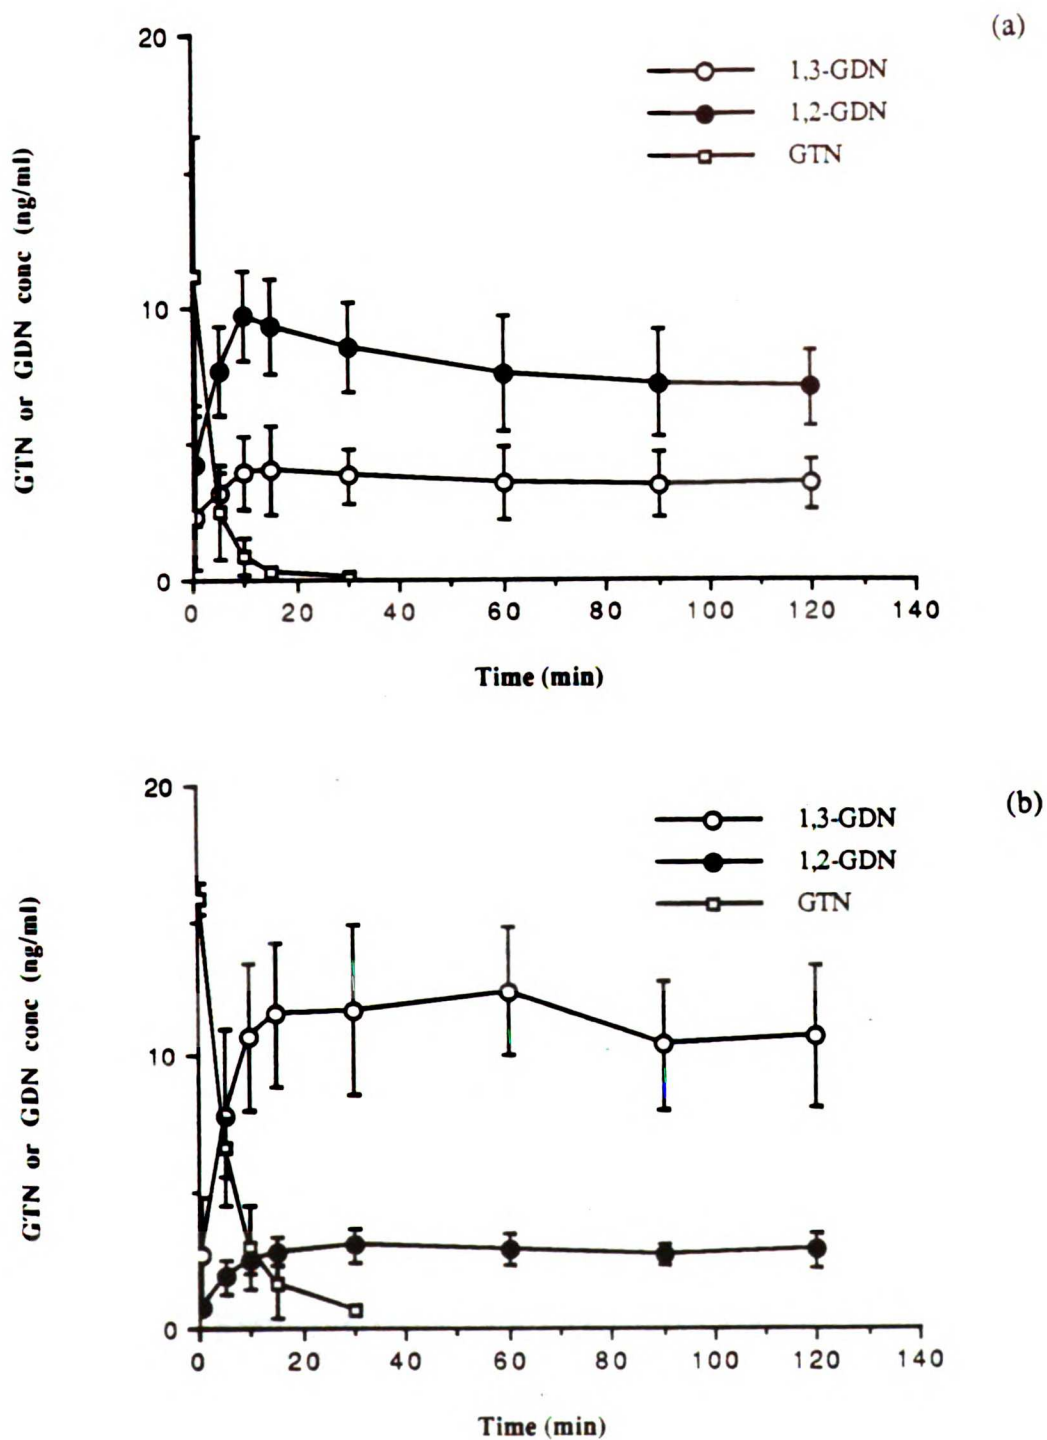 (a)
20
1,3-GDN
1,2-GDN
GTN
GTN or GDN conc (ng/ml)
10
0
0 20 40 60 80 100 120 140
Time (min)
(b)
20
1,3-GDN
1,2-GDN
GTN
GTN or GDN conc (ng/ml)
10
0
0 20 40 60 80 100 120 140
Time (min)